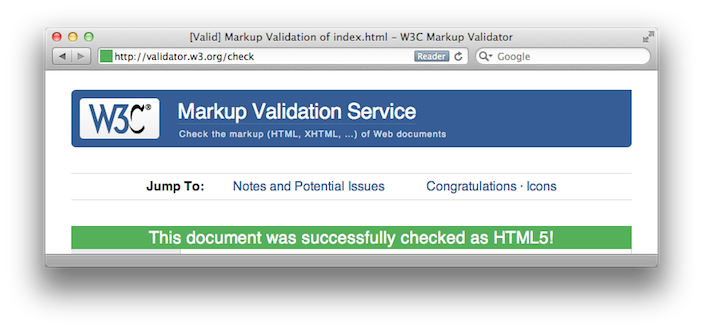 [Valid] Markup Validation of index.html – W3C Markup Validator
http://validator.w3.org/check
Reader
Google
W3C®
Markup Validation Service
Check the markup (HTML, XHTML, …) of Web documents
Jump To: Notes and Potential Issues Congratulations · Icons
This document was successfully checked as HTML5!